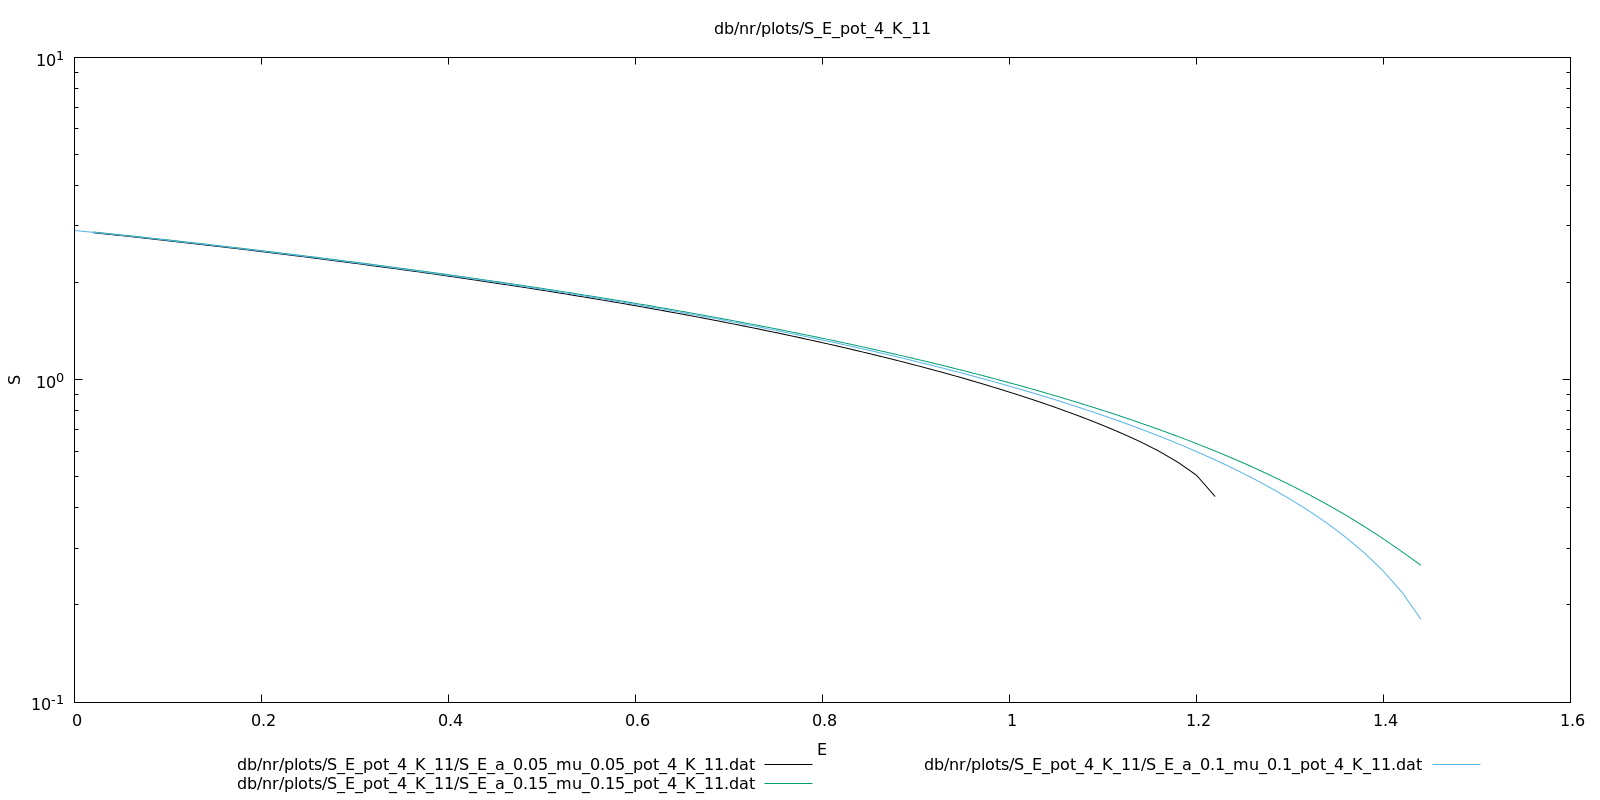 db/nr/plots/S_E_pot_4_K_11
10^1
10^0
10^-1
S
0 0.2 0.4 0.6 0.8 1 1.2 1.4 1.6
E
db/nr/plots/S_E_pot_4_K_11/S_E_a_0.05_mu_0.05_pot_4_K_11.dat db/nr/plots/S_E_pot_4_K_11/S_E_a_0.1_mu_0.1_pot_4_K_11.dat
db/nr/plots/S_E_pot_4_K_11/S_E_a_0.15_mu_0.15_pot_4_K_11.dat